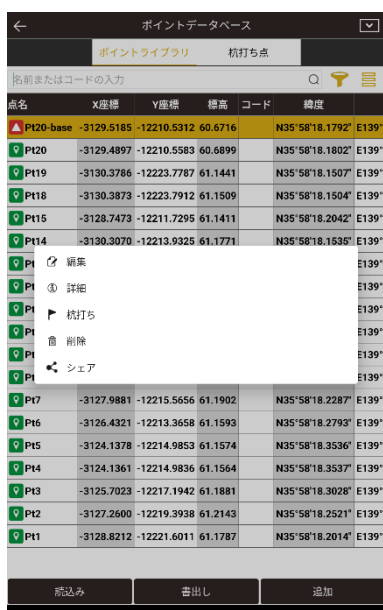 ポイントデータベース
ポイントライブラリ 杭打ち点
名前またはコードの入力
点名 X座標 Y座標 標高 コード 緯度
Pt20-base -3129.5185 -12210.5312 60.6716 N35°58'18.1792" E139°
Pt20 -3129.4897 -12210.5583 60.6899 N35°58'18.1802" E139°
Pt19 -3130.3786 -12223.7787 61.1441 N35°58'18.1507" E139°
Pt18 -3130.3873 -12223.7912 61.1509 N35°58'18.1504" E139°
Pt15 -3128.7473 -12211.7295 61.1411 N35°58'18.2042" E139°
Pt14 -3130.3070 -12213.9325 61.1771 N35°58'18.1535" E139°
編集
詳細
杭打ち
削除
シェア
Pt7 -3127.9881 -12215.5656 61.1902 N35°58'18.2287" E139°
Pt6 -3126.4321 -12213.3658 61.1593 N35°58'18.2793" E139°
Pt5 -3124.1378 -12214.9853 61.1574 N35°58'18.3536" E139°
Pt4 -3124.1361 -12214.9836 61.1564 N35°58'18.3537" E139°
Pt3 -3125.7023 -12217.1942 61.1881 N35°58'18.3028" E139°
Pt2 -3127.2600 -12219.3938 61.2143 N35°58'18.2521" E139°
Pt1 -3128.8212 -12221.6011 61.1787 N35°58'18.2014" E139°
読込み 書出し 追加